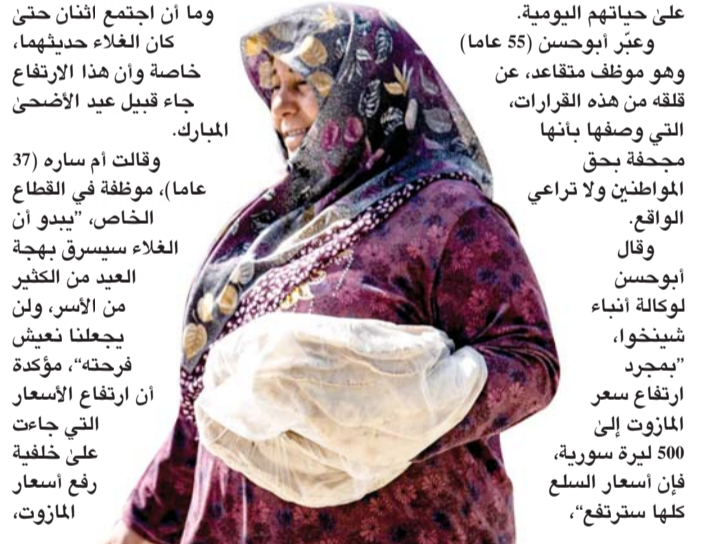 على حياتهم اليومية.
وعبّر أبوحسن (55 عاما)
وهو موظف متقاعد، عن
قلقه من هذه القرارات،
التي وصفها بأنها
مجحفة بحق
المواطنين ولا تراعي
الواقع.
وقال
أبوحسن
لوكالة أنباء
شينخوا،
”بمجرد
ارتفاع سعر
المازوت إلى
500 ليرة سورية،
فإن أسعار السلع
كلها سترتفع“،
وما أن اجتمع اثنان حتى
كان الغلاء حديثهما،
خاصة وأن هذا الارتفاع
جاء قبيل عيد الأضحى
المبارك.
وقالت أم ساره (37
عاما)، موظفة في القطاع
الخاص، ”يبدو أن
الغلاء سيسرق بهجة
العيد من الكثير
من الأسر، ولن
يجعلنا نعيش
فرحته“، مؤكدة
أن ارتفاع الأسعار
التي جاءت
على خلفية
رفع أسعار
المازوت،